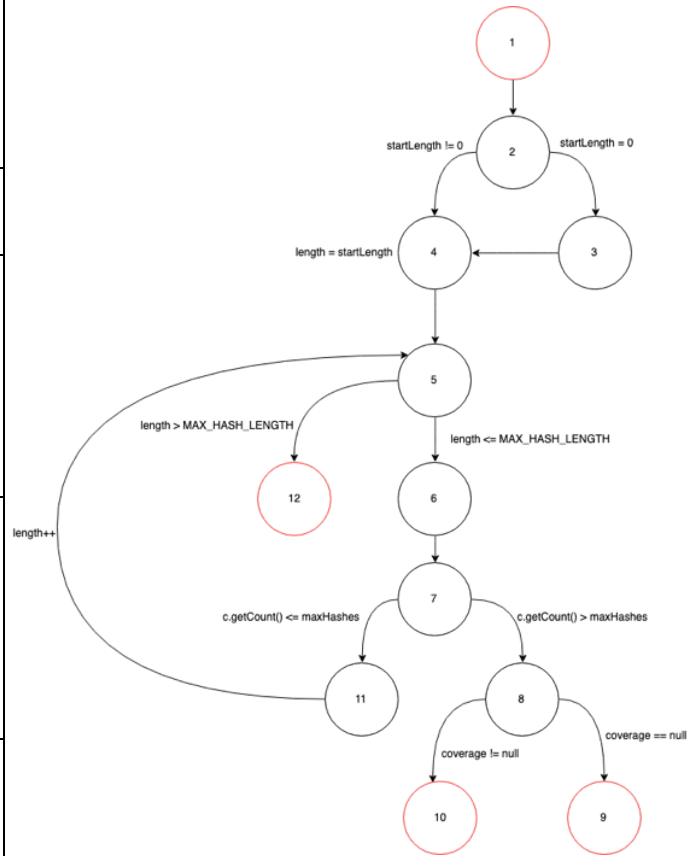 1
startLength != 0
2
startLength = 0
length = startLength
4
3
5
length > MAX_HASH_LENGTH
length <= MAX_HASH_LENGTH
12
6
length++
7
c.getCount() <= maxHashes
c.getCount() > maxHashes
11
8
coverage == null
coverage != null
10
9